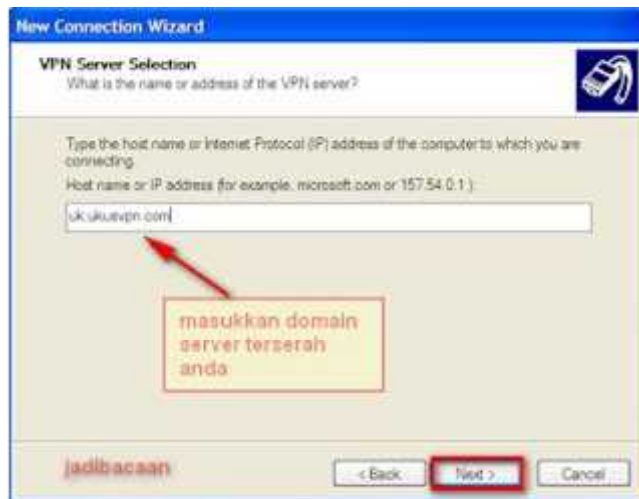 New Connection Wizard
VPN Server Selection
What is the name or address of the VPN server?
Type the host name or Internet Protocol (IP) address of the computer to which you are
connecting.
Host name or IP address (for example, microsoft.com or 157.54.0.1 ):
uk.ukusvpn.com
masukkan domain
server terserah
anda
jadibacaan
< Back
Next >
Cancel